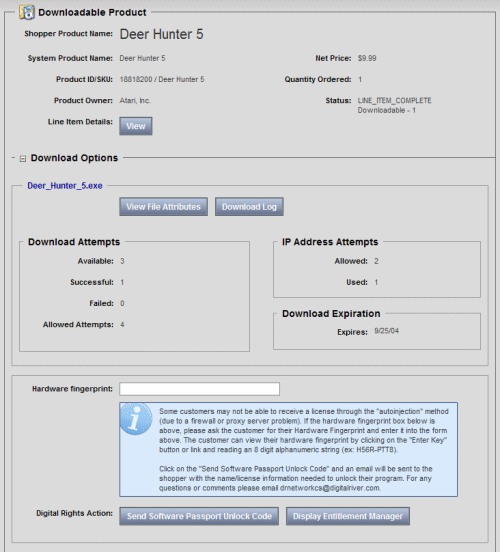 Downloadable Product
Shopper Product Name: Deer Hunter 5
System Product Name: Deer Hunter 5 Net Price: $9.99
Product ID/SKU: 18818200 / Deer Hunter 5 Quantity Ordered: 1
Product Owner: Atari, Inc. Status: LINE_ITEM_COMPLETE
Downloadable - 1
Line Item Details: View
Download Options
Deer_Hunter_5.exe
View File Attributes Download Log
Download Attempts
Available: 3
Successful: 1
Failed: 0
Allowed Attempts: 4
IP Address Attempts
Allowed: 2
Used: 1
Download Expiration
Expires: 9/25/04
Hardware fingerprint:
Some customers may not be able to receive a license through the "autoinjection" method
(due to a firewall or proxy server problem). If the hardware fingerprint box below is
above, please ask the customer for their Hardware Fingerprint and enter it into the form
above. The customer can view their hardware fingerprint by clicking on the "Enter Key"
button or link and reading an 8 digit alphanumeric string (ex: H56R-PTT8).
Click on the "Send Software Passport Unlock Code" and an email will be sent to the
shopper with the name/license information needed to unlock their program. For any
questions or comments please email drnetworkcs@digitalriver.com.
Digital Rights Action: Send Software Passport Unlock Code Display Entitlement Manager